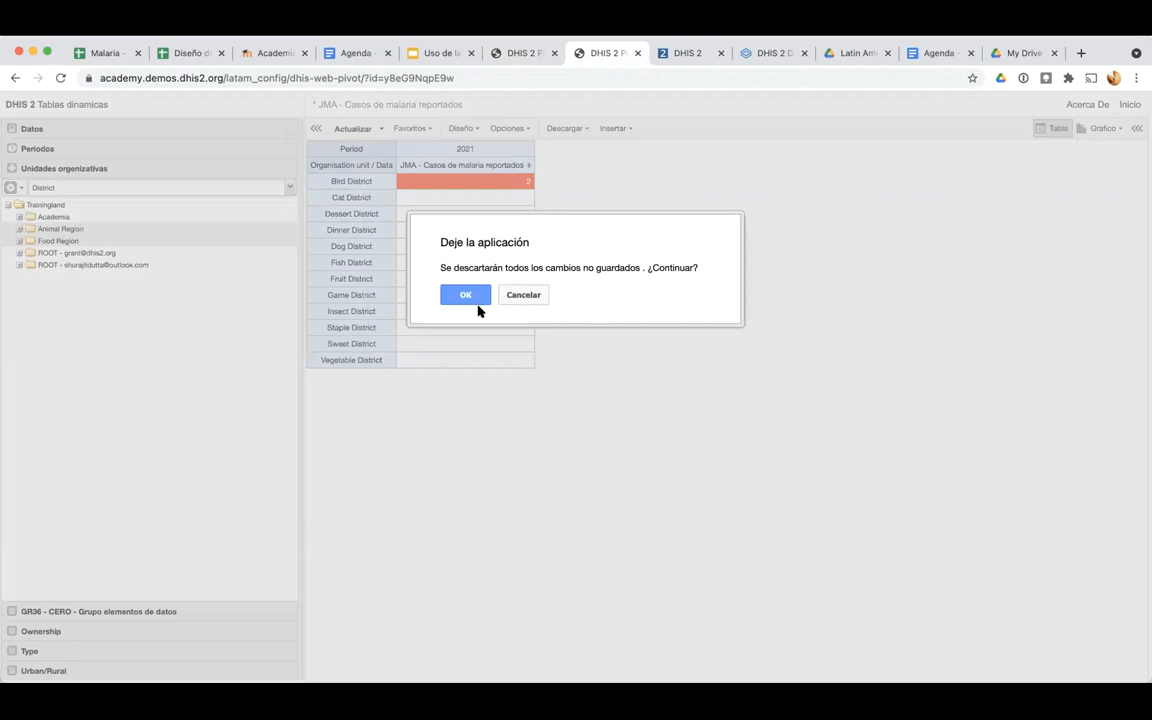 Malaria -
Diseño de
Academia
Agenda -
Uso de la
DHIS 2 Pi
DHIS 2 Pi
DHIS 2
DHIS 2 D
Latin Ame
Agenda -
My Drive
academy.demos.dhis2.org/latam_config/dhis-web-pivot/?id=y8eG9NqpE9w
DHIS 2 Tablas dinamicas
* JMA - Casos de malaria reportados
Acerca De
Inicio
Datos
Periodos
Unidades organizativas
District
Trainingland
Academia
Animal Region
Food Region
ROOT - grant@dhis2.org
ROOT - shurajitdutta@outlook.com
GR36 - CERO - Grupo elementos de datos
Ownership
Type
Urban/Rural
Actualizar
Favoritos
Diseño
Opciones
Descargar
Insertar
Tabla
Grafico
Period
2021
Organisation unit / Data
JMA - Casos de malaria reportados
Bird District
2
Cat District
Dessert District
Dinner District
Dog District
Fish District
Fruit District
Game District
Insect District
Staple District
Sweet District
Vegetable District
Deje la aplicación
Se descartarán todos los cambios no guardados . ¿Continuar?
OK
Cancelar